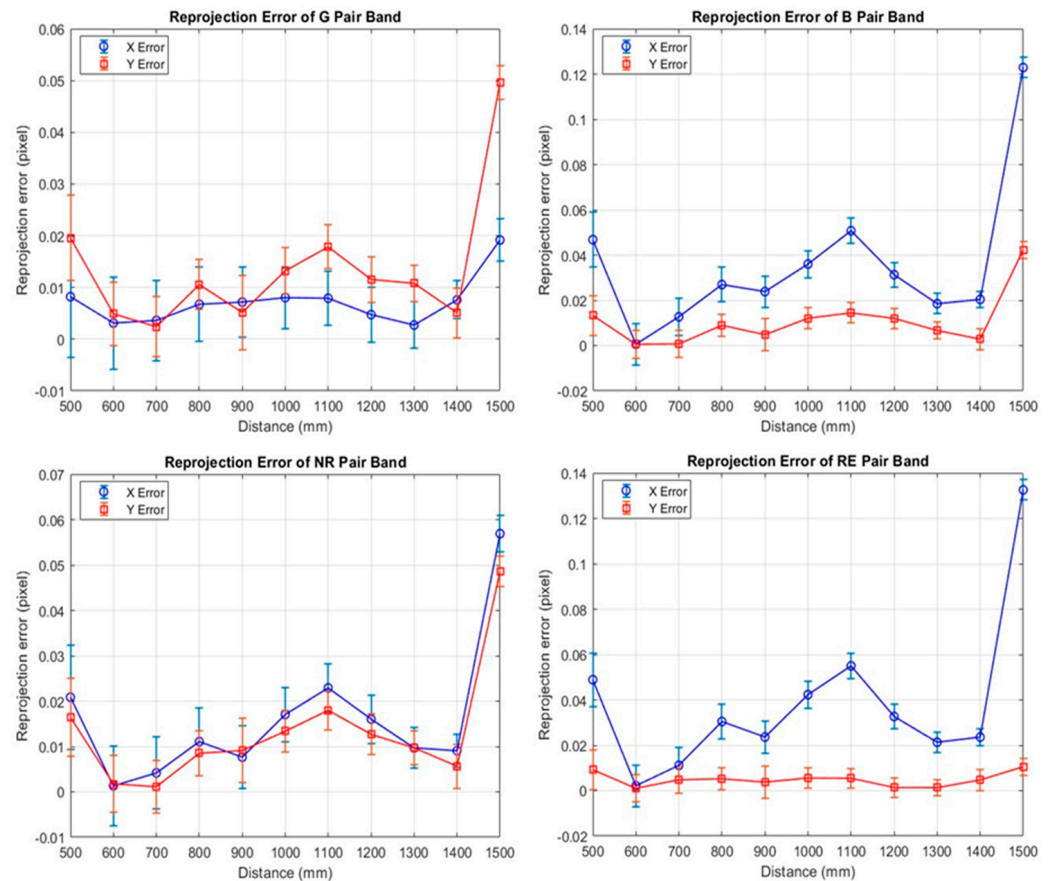 Reprojection Error of G Pair Band
X Error
Y Error
Reprojection error (pixel)
0.06
0.05
0.04
0.03
0.02
0.01
0
-0.01
500 600 700 800 900 1000 1100 1200 1300 1400 1500
Distance (mm)
Reprojection Error of B Pair Band
X Error
Y Error
Reprojection error (pixel)
0.14
0.12
0.1
0.08
0.06
0.04
0.02
0
-0.02
500 600 700 800 900 1000 1100 1200 1300 1400 1500
Distance (mm)
Reprojection Error of NR Pair Band
X Error
Y Error
Reprojection error (pixel)
0.07
0.06
0.05
0.04
0.03
0.02
0.01
0
-0.01
500 600 700 800 900 1000 1100 1200 1300 1400 1500
Distance (mm)
Reprojection Error of RE Pair Band
X Error
Y Error
Reprojection error (pixel)
0.14
0.12
0.1
0.08
0.06
0.04
0.02
0
-0.02
500 600 700 800 900 1000 1100 1200 1300 1400 1500
Distance (mm)